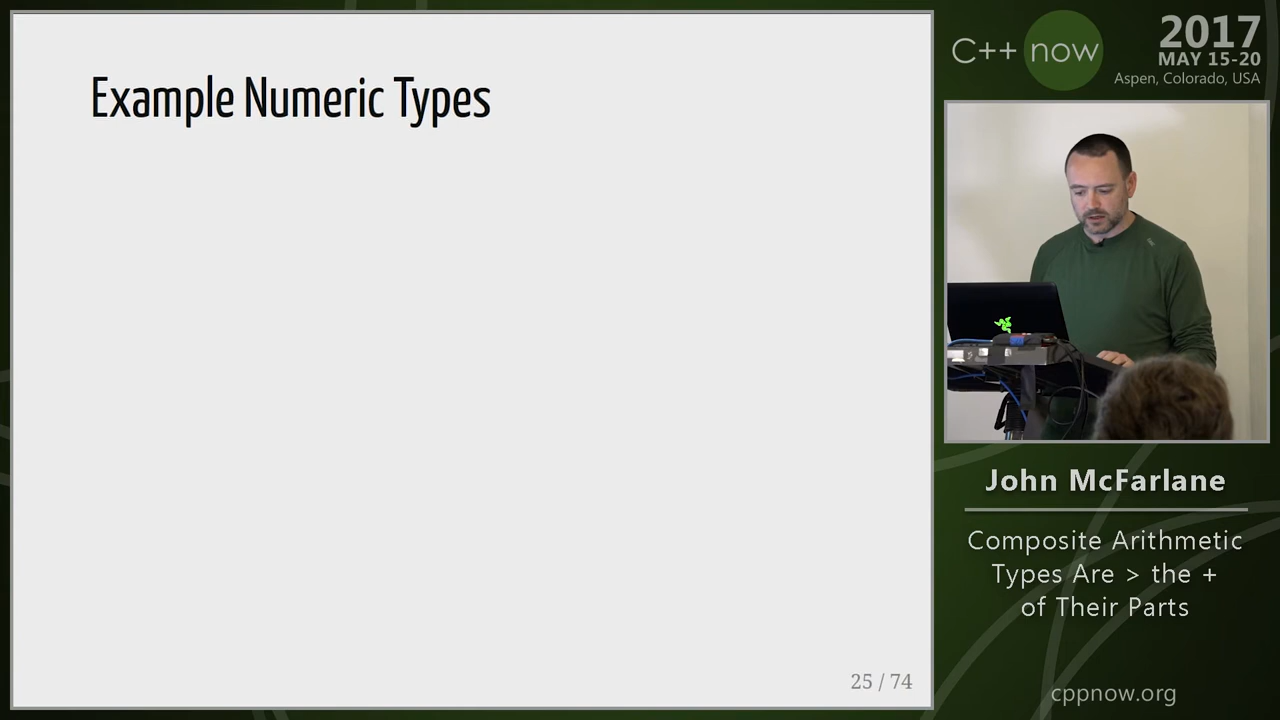 Example Numeric Types
25 / 74
C++ now
2017
MAY 15-20
Aspen, Colorado, USA
John McFarlane
Composite Arithmetic
Types Are > the +
of Their Parts
cppnow.org